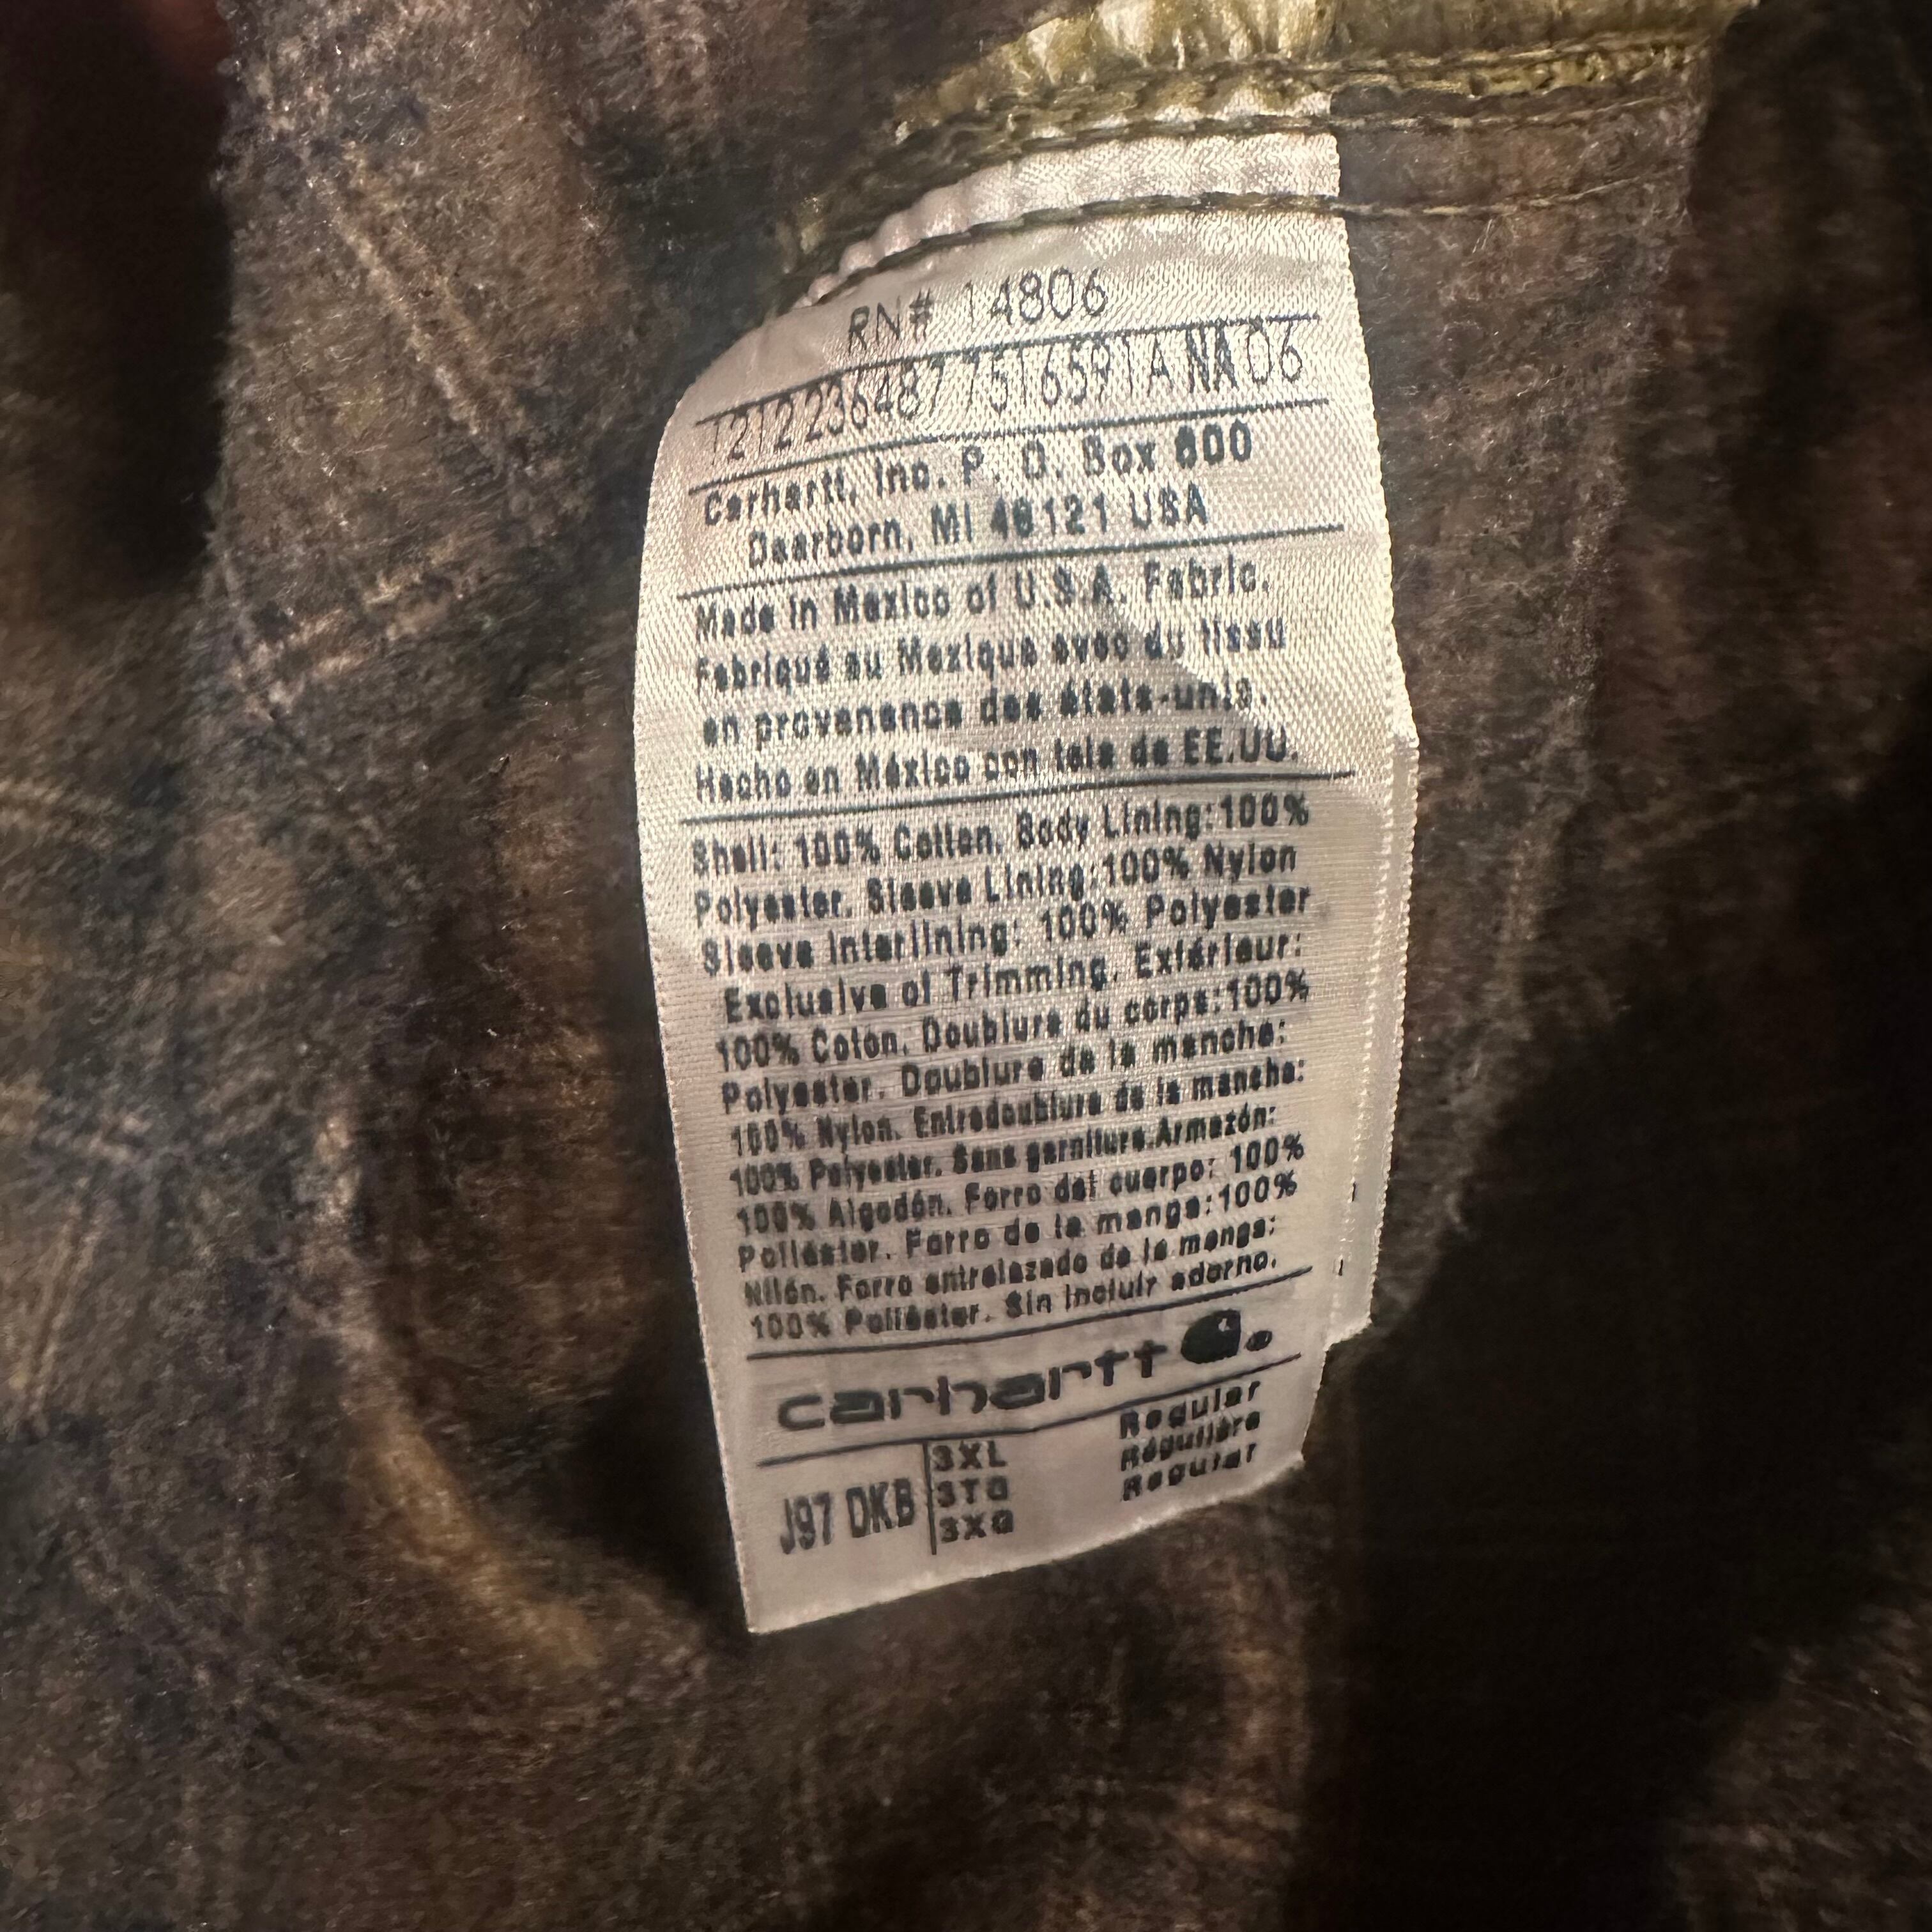 RN# 14806
1212 236487 7516591A NA 06
Carhartt, Inc. P. O. Box 600
Dearborn, MI 48121 USA
Made in Mexico of U.S.A. Fabric.
Fabriqué au Mexique avec du tissu
en provenance des états-unis.
Hecho en México con tela de EE.UU.
Shell: 100% Cotton. Body Lining:100%
Polyester. Sleeve Lining:100% Nylon
Sleeve Interlining: 100% Polyester
Exclusive of Trimming. Extérieur:
100% Coton. Doublure du corps:100%
Polyester. Doublure de la manche:
100% Nylon. Entredoublure de la manche:
100% Polyester. Sans garniture.Armazón:
100% Algodón. Forro del cuerpo: 100%
Poliéster. Forro de la manga:100%
Nilón. Forro entrelazado de la manga:
100% Poliéster. Sin incluir adorno.
carhartt
J97 DKB 3XL Regular
3TG Régulière
3XG Regular